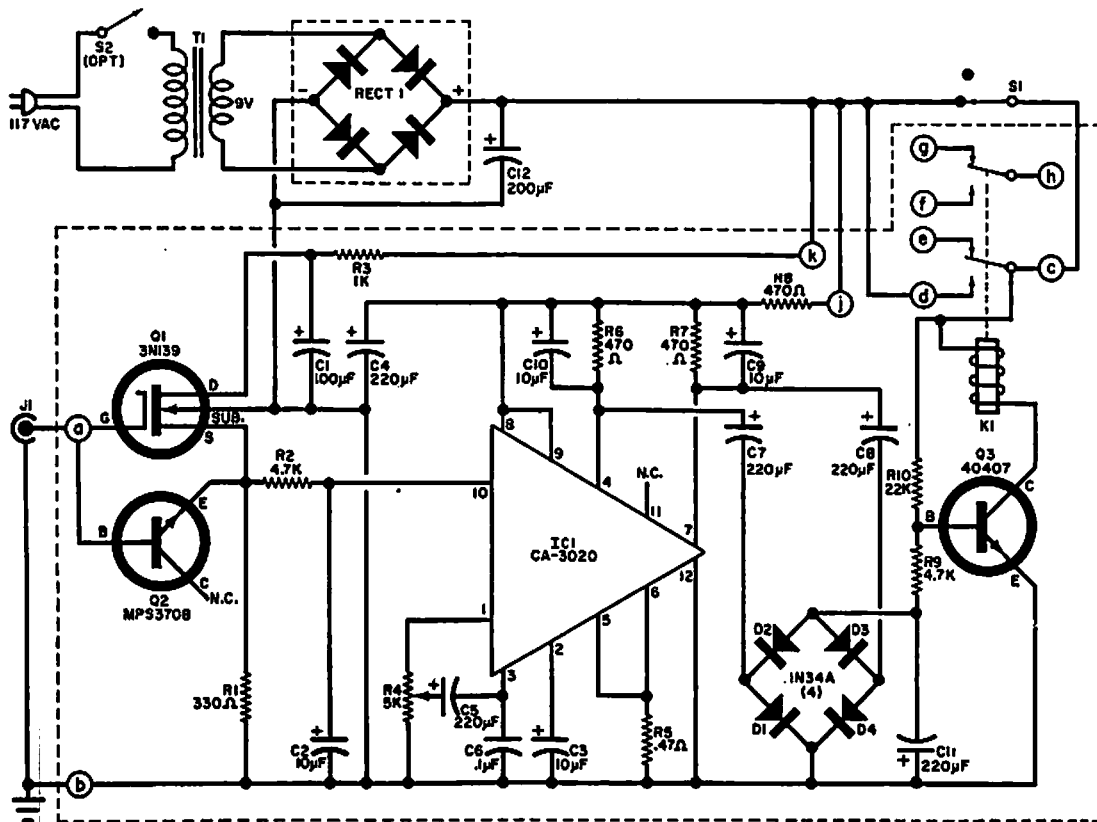 S2
(OPT)
T1
9V
117 VAC
RECT 1
-
+
+
C12
200µF
S1
g
h
f
e
c
d
k
j
R3
1K
R8
470Ω
Q1
3N139
D
G
SUB.
S
J1
a
+
C1
100µF
+
C4
220µF
C10
10µF
+
R6
470
Ω
R7
470
Ω
+
C9
10µF
K1
R2
4.7K
8
9
+
C7
220µF
+
C8
220µF
Q3
40407
C
R10
22K
B
E
10
4
N.C.
11
E
B
C
N.C.
Q2
MPS3708
IC1
CA-3020
7
12
R9
4.7K
1
6
5
2
3
D2
D3
1N34A
(4)
D1
D4
R1
330Ω
R4
5K
+
C5
220µF
R5
.47Ω
+
C2
10µF
C6
.1µF
+
C3
10µF
+
C11
220µF
b